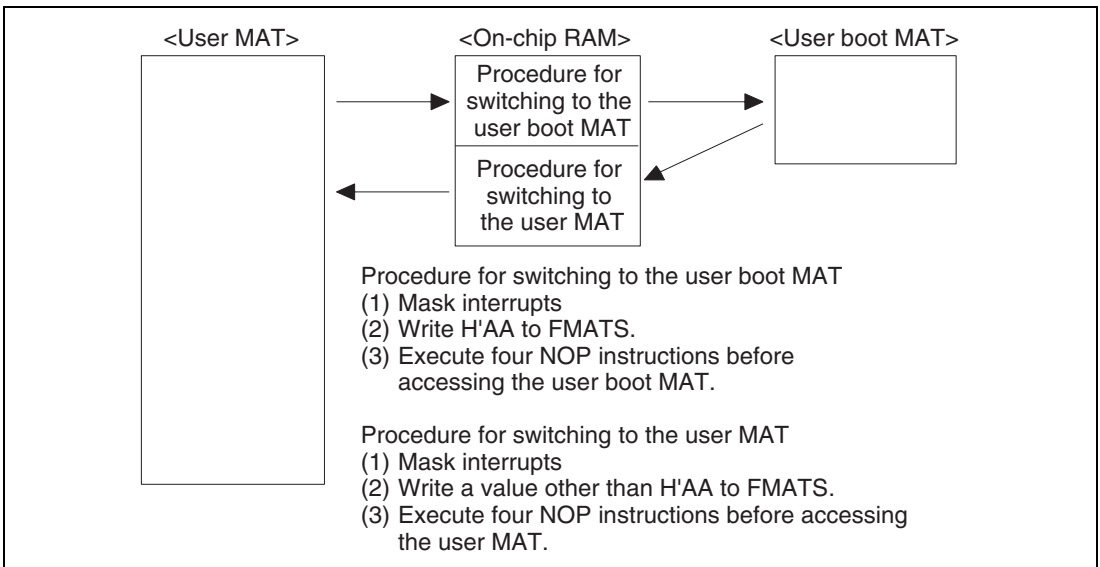 <User MAT>
<On-chip RAM>
<User boot MAT>
Procedure for
switching to the
user boot MAT
Procedure for
switching to
the user MAT
Procedure for switching to the user boot MAT
(1) Mask interrupts
(2) Write H'AA to FMATS.
(3) Execute four NOP instructions before
accessing the user boot MAT.
Procedure for switching to the user MAT
(1) Mask interrupts
(2) Write a value other than H'AA to FMATS.
(3) Execute four NOP instructions before accessing
the user MAT.